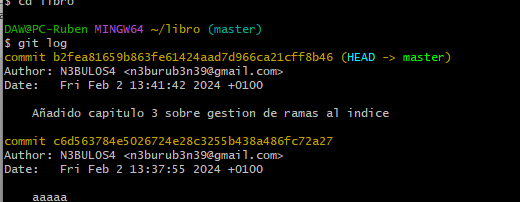 $ cd libro
DAW@PC-Ruben MINGW64 ~/libro (master)
$ git log
commit b2fea81659b863fe61424aad7d966ca21cff8b46 (HEAD -> master)
Author: N3BULOS4 <n3burub3n39@gmail.com>
Date:   Fri Feb 2 13:41:42 2024 +0100
    Añadido capitulo 3 sobre gestion de ramas al indice
commit c6d563784e5026724e28c3255b438a486fc72a27
Author: N3BULOS4 <n3burub3n39@gmail.com>
Date:   Fri Feb 2 13:37:55 2024 +0100
    aaaaa